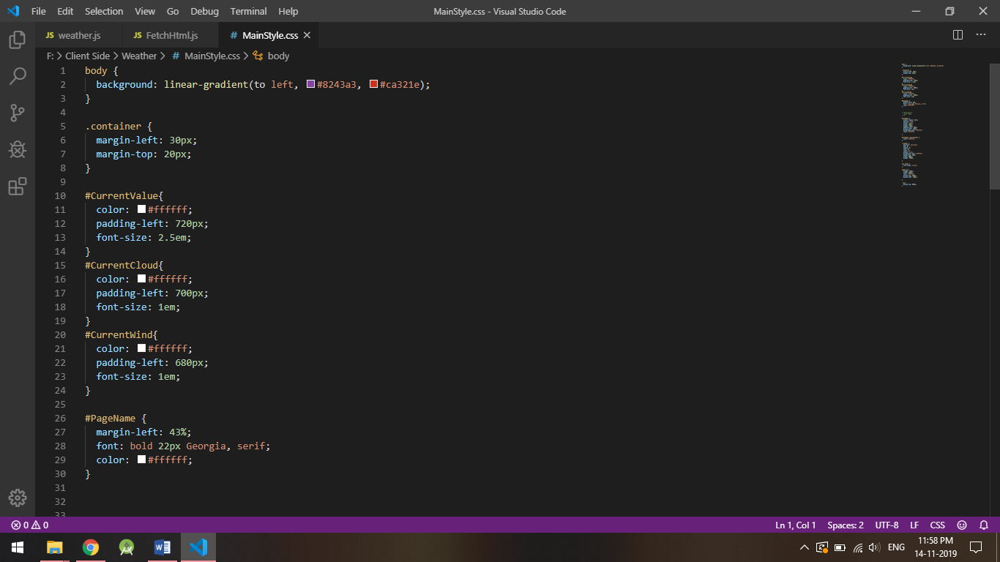 File Edit Selection View Go Debug Terminal Help MainStyle.css - Visual Studio Code
JS weather.js JS FetchHtml.js # MainStyle.css
F: > Client Side > Weather > # MainStyle.css > body
1 body {
2 background: linear-gradient(to left, #8243a3, #ca321e);
3 }
4
5 .container {
6 margin-left: 30px;
7 margin-top: 20px;
8 }
9
10 #CurrentValue{
11 color: #ffffff;
12 padding-left: 720px;
13 font-size: 2.5em;
14 }
15 #CurrentCloud{
16 color: #ffffff;
17 padding-left: 700px;
18 font-size: 1em;
19 }
20 #CurrentWind{
21 color: #ffffff;
22 padding-left: 680px;
23 font-size: 1em;
24 }
25
26 #PageName {
27 margin-left: 43%;
28 font: bold 22px Georgia, serif;
29 color: #ffffff;
30 }
31
32
33
0 0 Ln 1, Col 1 Spaces: 2 UTF-8 LF CSS
ENG 11:58 PM
14-11-2019